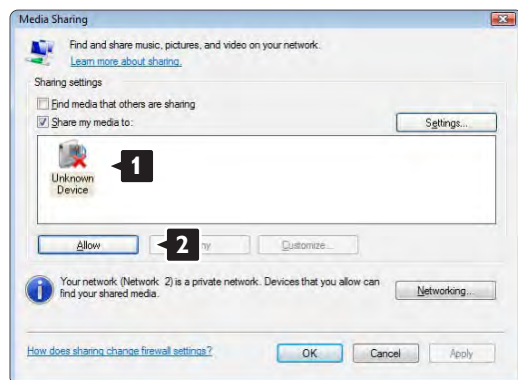 Media Sharing
Find and share music, pictures, and video on your network.
Learn more about sharing.
Sharing settings
Find media that others are sharing
Share my media to:
Settings...
Unknown
Device
1
Allow
2
Customize...
Your network (Network 2) is a private network. Devices that you allow can
find your shared media.
Networking...
How does sharing change firewall settings?
OK
Cancel
Apply